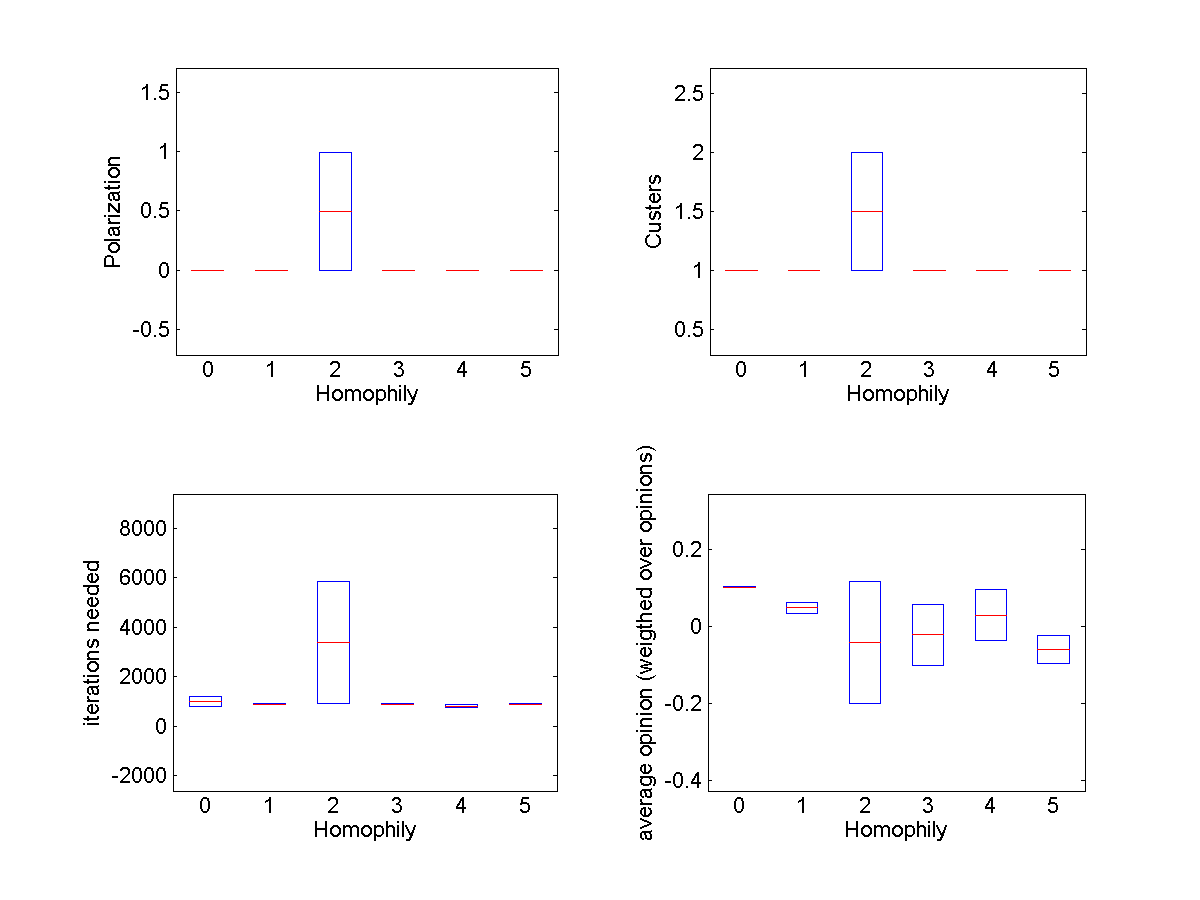 Polarization
1.5
1
0.5
0
-0.5
0 1 2 3 4 5
Homophily
Custers
2.5
2
1.5
1
0.5
0 1 2 3 4 5
Homophily
iterations needed
8000
6000
4000
2000
0
-2000
0 1 2 3 4 5
Homophily
average opinion (weigthed over opinions)
0.2
0
-0.2
-0.4
0 1 2 3 4 5
Homophily